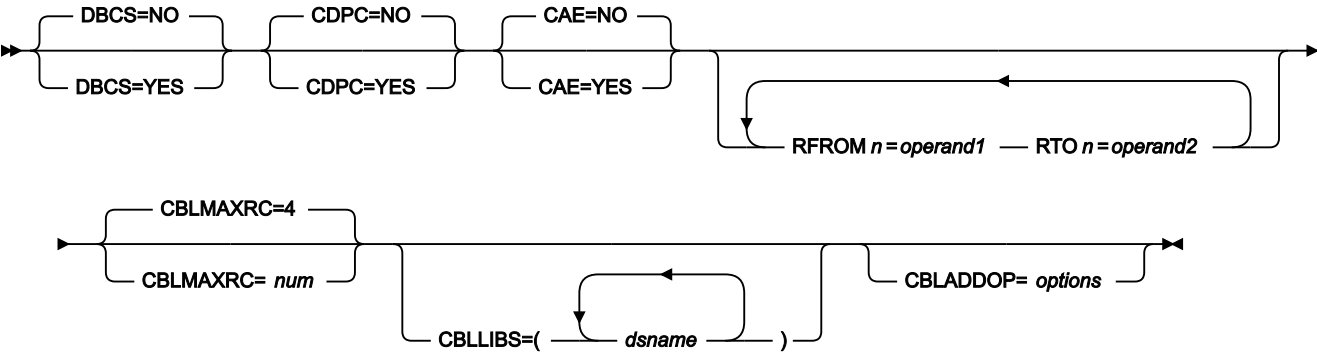 DBCS=NO CDPC=NO CAE=NO
DBCS=YES CDPC=YES CAE=YES
RFROM n=operand1 RTO n=operand2
CBLMAXRC=4
CBLMAXRC= num CBLADDOP= options
CBLLIBS=( dsname )